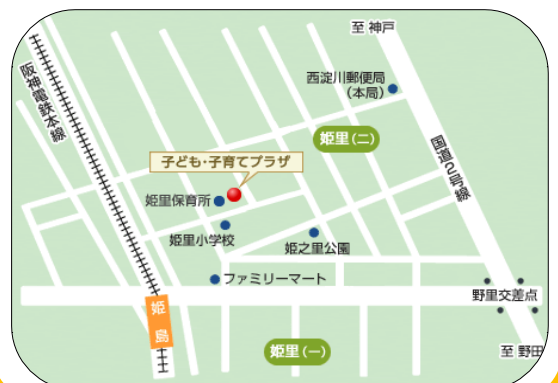 至 神戸
西淀川郵便局
(本局)
阪神電鉄本線
姫里(二)
国道2号線
子ども・子育てプラザ
姫里保育所
姫里小学校
姫之里公園
ファミリーマート
野里交差点
姫島
姫里(一)
至 野田